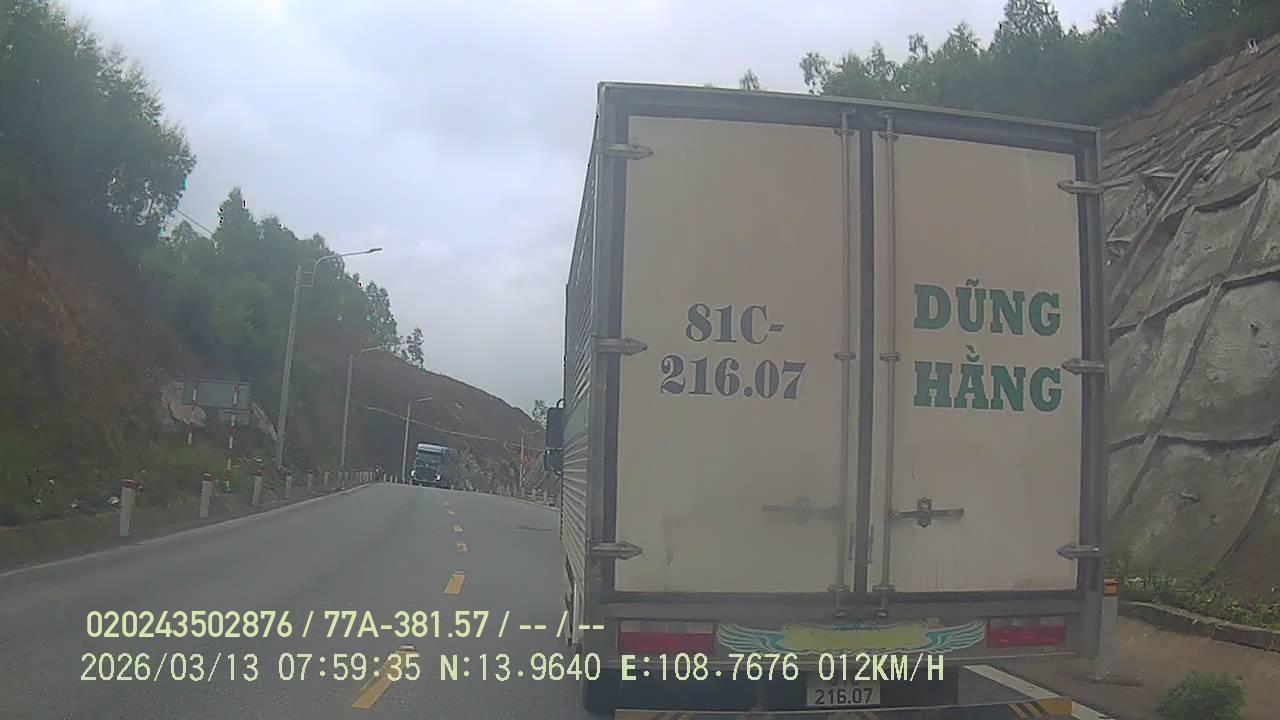 81C-
216.07
DŨNG
HẰNG
020243502876 / 77A-381.57 / -- / --
2026/03/13 07:59:35 N:13.9640 E:108.7676 012KM/H
81C
216.07